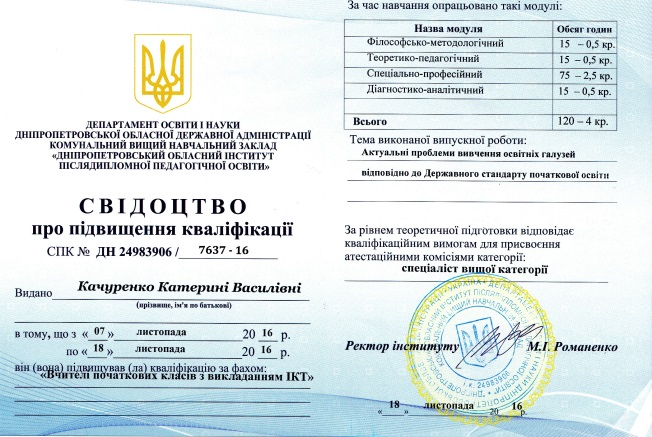 ДЕПАРТАМЕНТ ОСВІТИ І НАУКИ
ДНІПРОПЕТРОВСЬКОЇ ОБЛАСНОЇ ДЕРЖАВНОЇ АДМІНІСТРАЦІЇ
КОМУНАЛЬНИЙ ВИЩИЙ НАВЧАЛЬНИЙ ЗАКЛАД
«ДНІПРОПЕТРОВСЬКИЙ ОБЛАСНИЙ ІНСТИТУТ
ПІСЛЯДИПЛОМНОЇ ПЕДАГОГІЧНОЇ ОСВІТИ»
СВІДОЦТВО
про підвищення кваліфікації
СПК № ДН 24983906 / 7637 - 16
Видано Качуренко Катерині Василівні
(прізвище, ім'я по батькові)
в тому, що з «07» листопада 20 16 р.
по «18» листопада 20 16 р.
він (вона) підвищував (ла) кваліфікацію за фахом:
«Вчителі початкових класів з викладанням ІКТ»
За час навчання опрацьовано такі модулі:
Назва модуля Обсяг годин
Філософсько-методологічний 15 – 0,5 кр.
Теоретико-педагогічний 15 – 0,5 кр.
Спеціально-професійний 75 – 2,5 кр.
Діагностико-аналітичний 15 – 0,5 кр.
Всього 120 – 4 кр.
Тема виконаної випускної роботи:
Актуальні проблеми вивчення освітніх галузей
відповідно до Державного стандарту початкової освіти
За рівнем теоретичної підготовки відповідає
кваліфікаційним вимогам для присвоєння
атестаційними комісіями категорії:
спеціаліст вищої категорії
Ректор інституту М.І. Романенко
і.к. 24983906
« 18 » листопада 20 16 р.